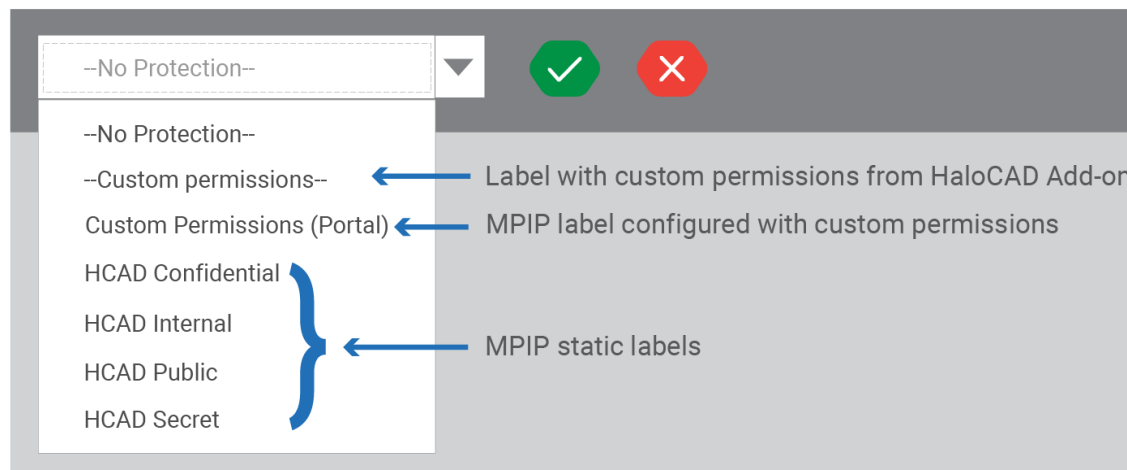 --No Protection--
--No Protection--
--Custom permissions--
Label with custom permissions from HaloCAD Add-on
Custom Permissions (Portal)
MPIP label configured with custom permissions
HCAD Confidential
HCAD Internal
MPIP static labels
HCAD Public
HCAD Secret